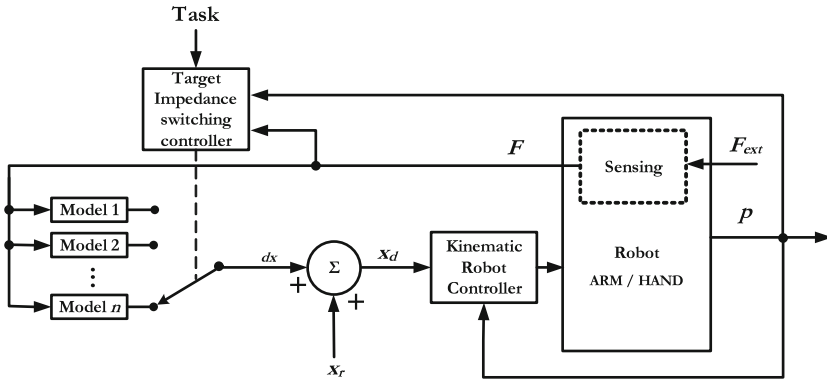 Task
Target
Impedance
switching
controller
F
Sensing
F_ext
Model 1
Model 2
⋮
Model n
dx
+
Σ
+
x_d
x_r
Kinematic
Robot
Controller
Robot
ARM / HAND
p